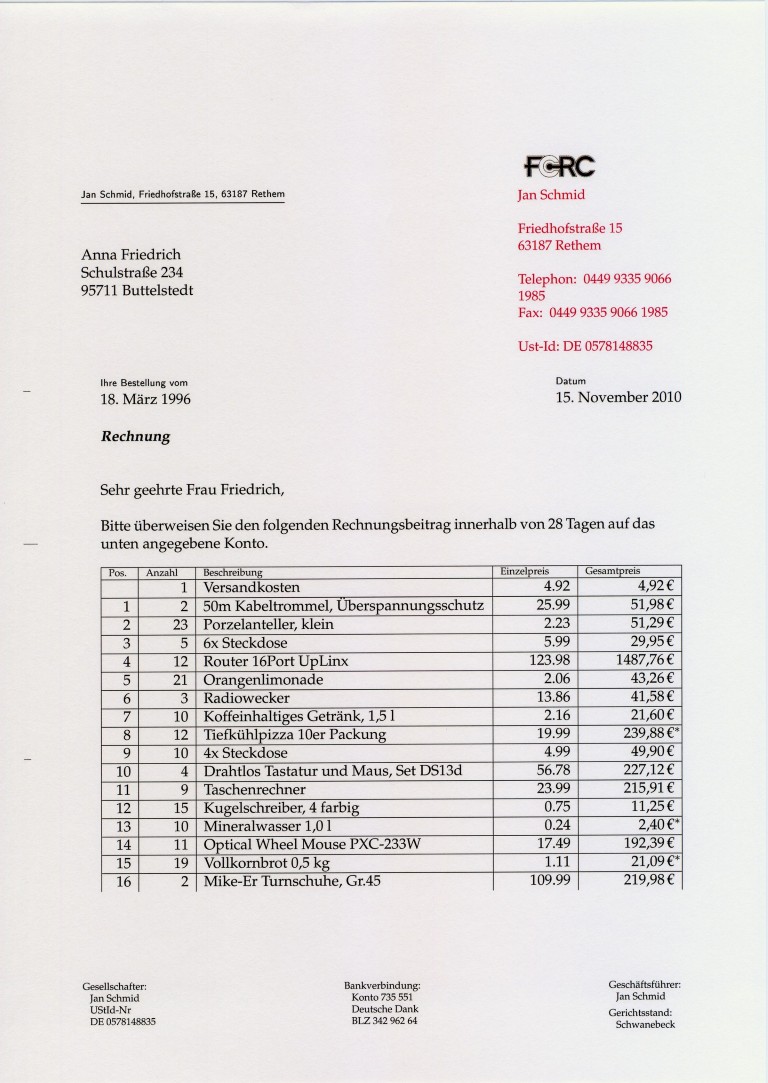 FCRC
Jan Schmid, Friedhofstraße 15, 63187 Rethem
Jan Schmid
Friedhofstraße 15
63187 Rethem
Telephon: 0449 9335 9066
1985
Fax: 0449 9335 9066 1985
Ust-Id: DE 0578148835
Anna Friedrich
Schulstraße 234
95711 Buttelstedt
Ihre Bestellung vom
18. März 1996
Datum
15. November 2010
Rechnung
Sehr geehrte Frau Friedrich,
Bitte überweisen Sie den folgenden Rechnungsbeitrag innerhalb von 28 Tagen auf das
unten angegebene Konto.
Pos. Anzahl Beschreibung Einzelpreis Gesamtpreis
1 Versandkosten 4.92 4,92 €
1 2 50m Kabeltrommel, Überspannungsschutz 25.99 51,98 €
2 23 Porzelanteller, klein 2.23 51,29 €
3 5 6x Steckdose 5.99 29,95 €
4 12 Router 16Port UpLinx 123.98 1487,76 €
5 21 Orangenlimonade 2.06 43,26 €
6 3 Radiowecker 13.86 41,58 €
7 10 Koffeinhaltiges Getränk, 1,5 l 2.16 21,60 €
8 12 Tiefkühlpizza 10er Packung 19.99 239,88 €*
9 10 4x Steckdose 4.99 49,90 €
10 4 Drahtlos Tastatur und Maus, Set DS13d 56.78 227,12 €
11 9 Taschenrechner 23.99 215,91 €
12 15 Kugelschreiber, 4 farbig 0.75 11,25 €
13 10 Mineralwasser 1,0 l 0.24 2,40 €*
14 11 Optical Wheel Mouse PXC-233W 17.49 192,39 €
15 19 Vollkornbrot 0,5 kg 1.11 21,09 €*
16 2 Mike-Er Turnschuhe, Gr.45 109.99 219,98 €
Gesellschafter:
Jan Schmid
UStId-Nr
DE 0578148835
Bankverbindung:
Konto 735 551
Deutsche Dank
BLZ 342 962 64
Geschäftsführer:
Jan Schmid
Gerichtsstand:
Schwanebeck